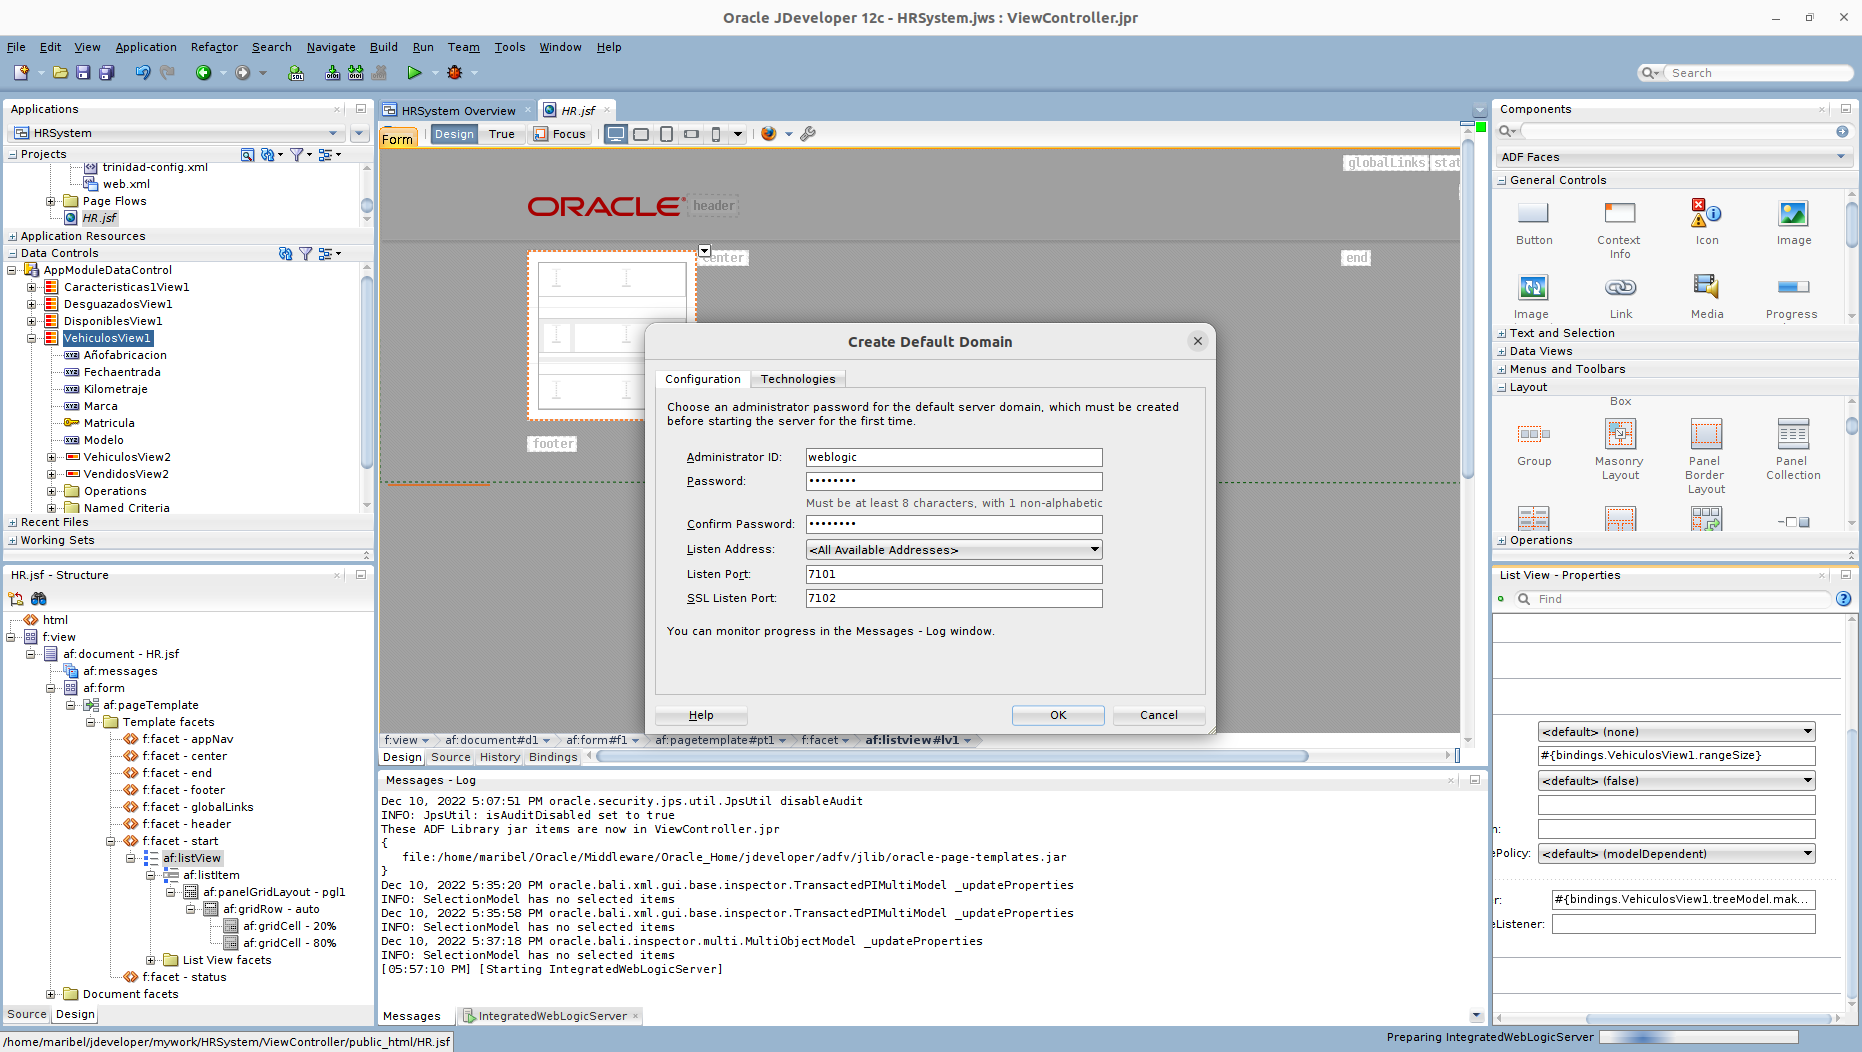 Oracle JDeveloper 12c - HRSystem.jws : ViewController.jpr
File Edit View Application Refactor Search Navigate Build Run Team Tools Window Help
Search
Applications
HRSystem
Projects
trinidad-config.xml
web.xml
Page Flows
HR.jsf
Application Resources
Data Controls
AppModuleDataControl
Caracteristicas1View1
DesguazadosView1
DisponiblesView1
VehiculosView1
Añofabricacion
Fechaentrada
Kilometraje
Marca
Matricula
Modelo
VehiculosView2
VendidosView2
Operations
Named Criteria
Recent Files
Working Sets
HR.jsf - Structure
html
f:view
af:document - HR.jsf
af:messages
af:form
af:pageTemplate
Template facets
f:facet - appNav
f:facet - center
f:facet - end
f:facet - footer
f:facet - globalLinks
f:facet - header
f:facet - start
af:listView
af:listItem
af:panelGridLayout - pgl1
af:gridRow - auto
af:gridCell - 20%
af:gridCell - 80%
List View facets
f:facet - status
Document facets
Source Design
/home/maribel/jdeveloper/mywork/HRSystem/ViewController/public_html/HR.jsf
HRSystem Overview HR.jsf
Form Design True Focus
globalLinks stat
ORACLE header
center end
footer
Create Default Domain
Configuration Technologies
Choose an administrator password for the default server domain, which must be created
before starting the server for the first time.
Administrator ID: weblogic
Password: ••••••••
Must be at least 8 characters, with 1 non-alphabetic
Confirm Password: ••••••••
Listen Address: <All Available Addresses>
Listen Port: 7101
SSL Listen Port: 7102
You can monitor progress in the Messages - Log window.
Help OK Cancel
f:view af:document#d1 af:form#f1 af:pagetemplate#pt1 f:facet af:listview#lv1
Design Source History Bindings
Messages - Log
Dec 10, 2022 5:07:51 PM oracle.security.jps.util.JpsUtil disableAudit
INFO: JpsUtil: isAuditDisabled set to true
These ADF Library jar items are now in ViewController.jpr
{
file:/home/maribel/Oracle/Middleware/Oracle_Home/jdeveloper/adfv/jlib/oracle-page-templates.jar
}
Dec 10, 2022 5:35:20 PM oracle.bali.xml.gui.base.inspector.TransactedPIMultiModel _updateProperties
INFO: SelectionModel has no selected items
Dec 10, 2022 5:35:58 PM oracle.bali.xml.gui.base.inspector.TransactedPIMultiModel _updateProperties
INFO: SelectionModel has no selected items
Dec 10, 2022 5:37:18 PM oracle.bali.inspector.multi.MultiObjectModel _updateProperties
INFO: SelectionModel has no selected items
[05:57:10 PM] [Starting IntegratedWebLogicServer]
Messages IntegratedWebLogicServer
Components
ADF Faces
General Controls
Button Context Info Icon Image
Image Link Media Progress
Text and Selection
Data Views
Menus and Toolbars
Layout
Box
Group Masonry Layout Panel Border Layout Panel Collection
Operations
List View - Properties
Find
<default> (none)
#{bindings.VehiculosView1.rangeSize}
<default> (false)
n:
ePolicy: <default> (modelDependent)
r: #{bindings.VehiculosView1.treeModel.mak...
eListener:
Preparing IntegratedWebLogicServer